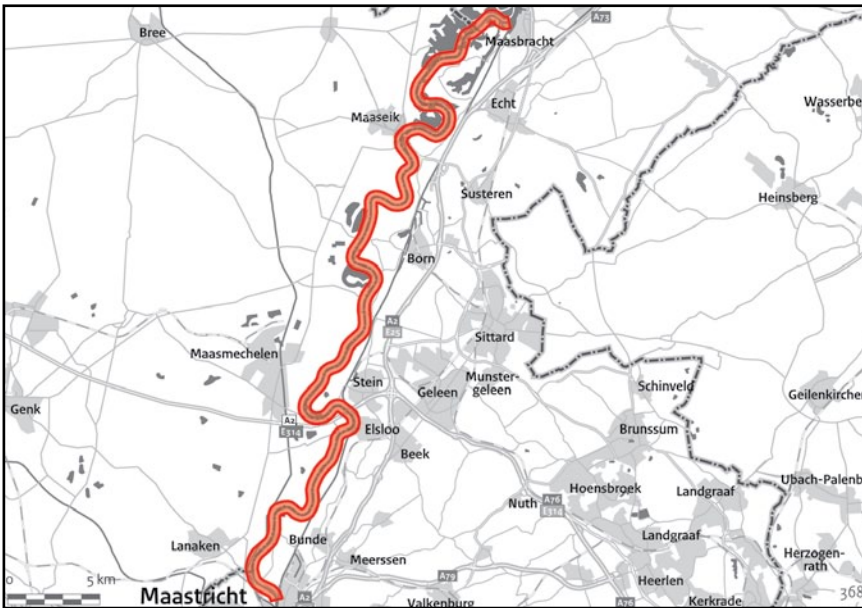 A73
Bree
Maasbracht
Echt
Wasserbe
Maaseik
Susteren
Heinsberg
Born
A2
E25
Sittard
Maasmechelen
Stein
Geleen
Munster-
geleen
Schinveld
Geilenkirchen
Genk
A2
E314
Elsloo
Brunssum
Beek
Hoensbroek
Landgraaf
Ubach-Palenb
Nuth
A76
E314
Lanaken
Bunde
Meerssen
Landgraaf
Herzogen-
rath
0
5 km
Maastricht
A2
A79
Valkenburg
Heerlen
A76
Kerkrade
368